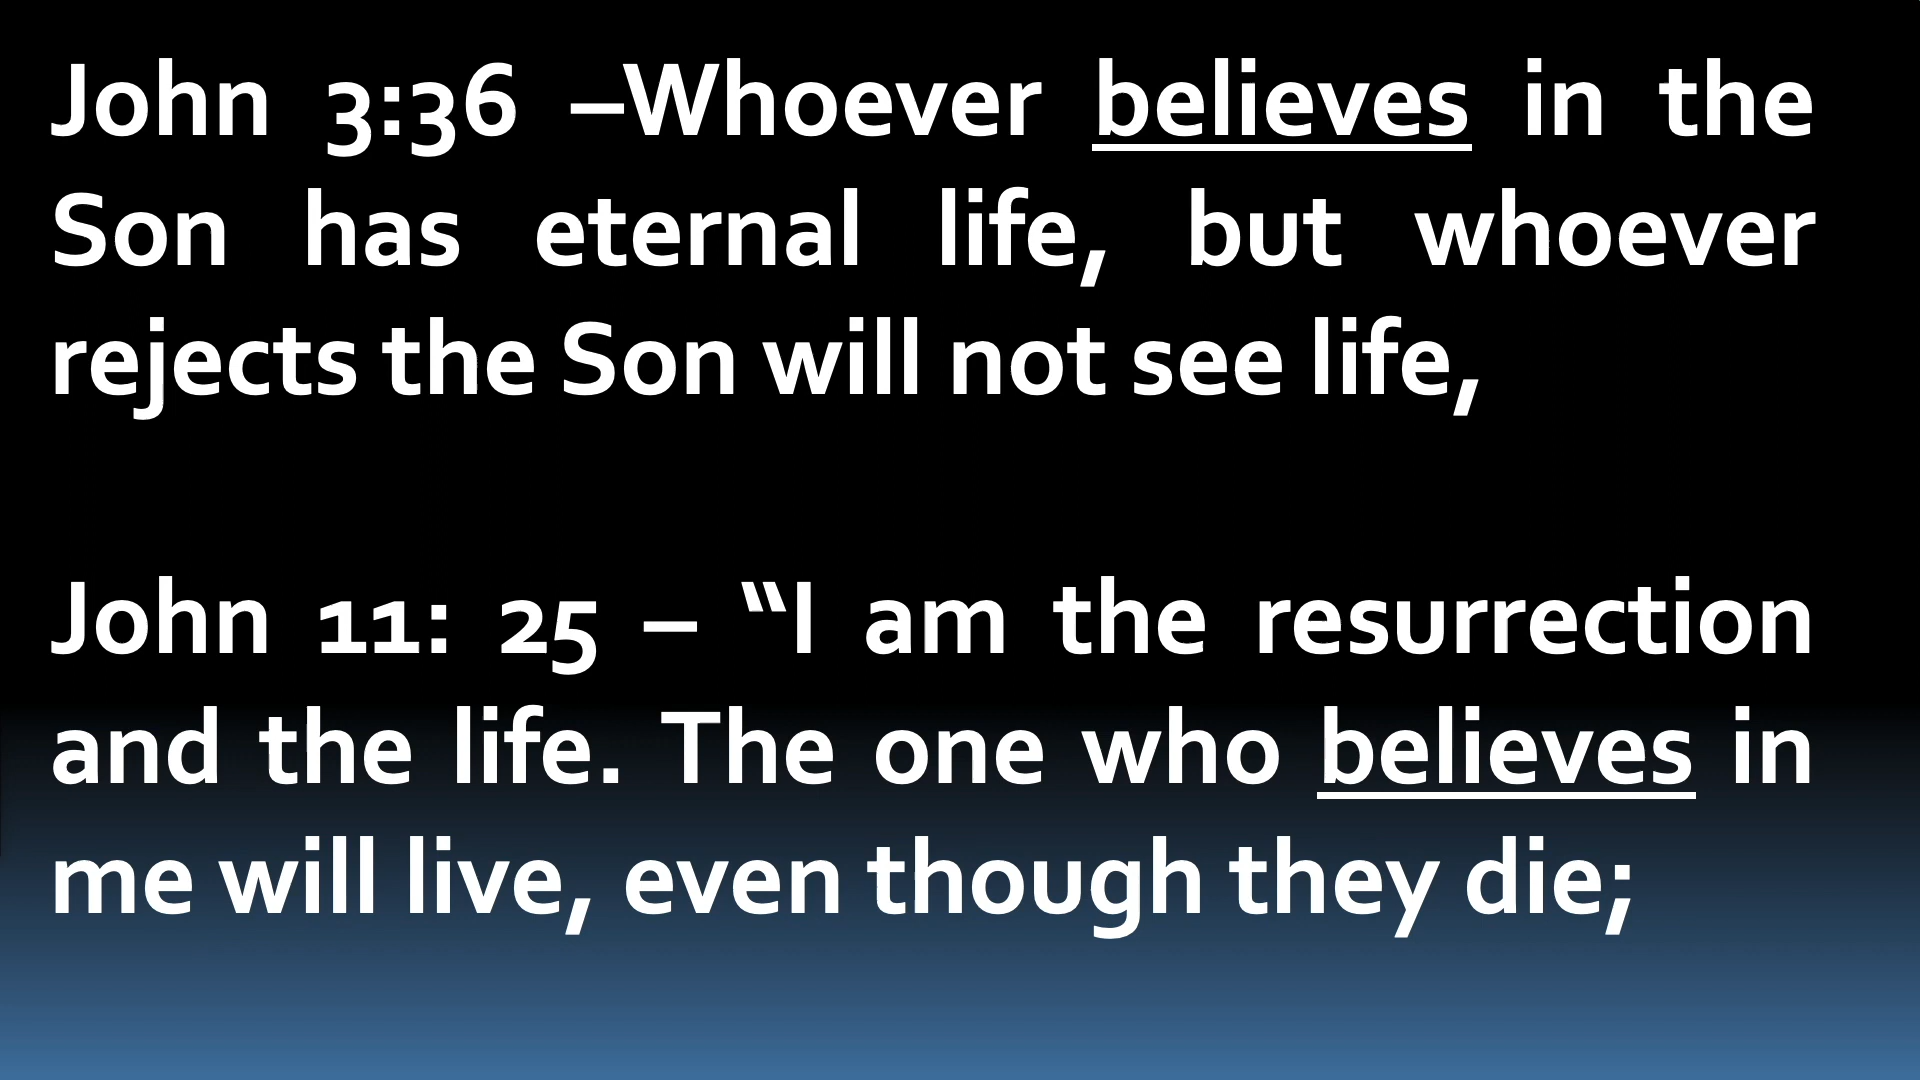 John 3:36 –Whoever believes in the
Son has eternal life, but whoever
rejects the Son will not see life,
John 11: 25 – “I am the resurrection
and the life. The one who believes in
me will live, even though they die;